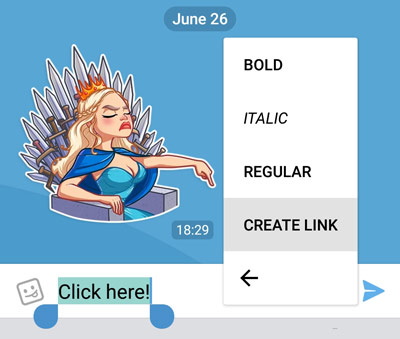 June 26
BOLD
ITALIC
REGULAR
CREATE LINK
18:29
Click here!